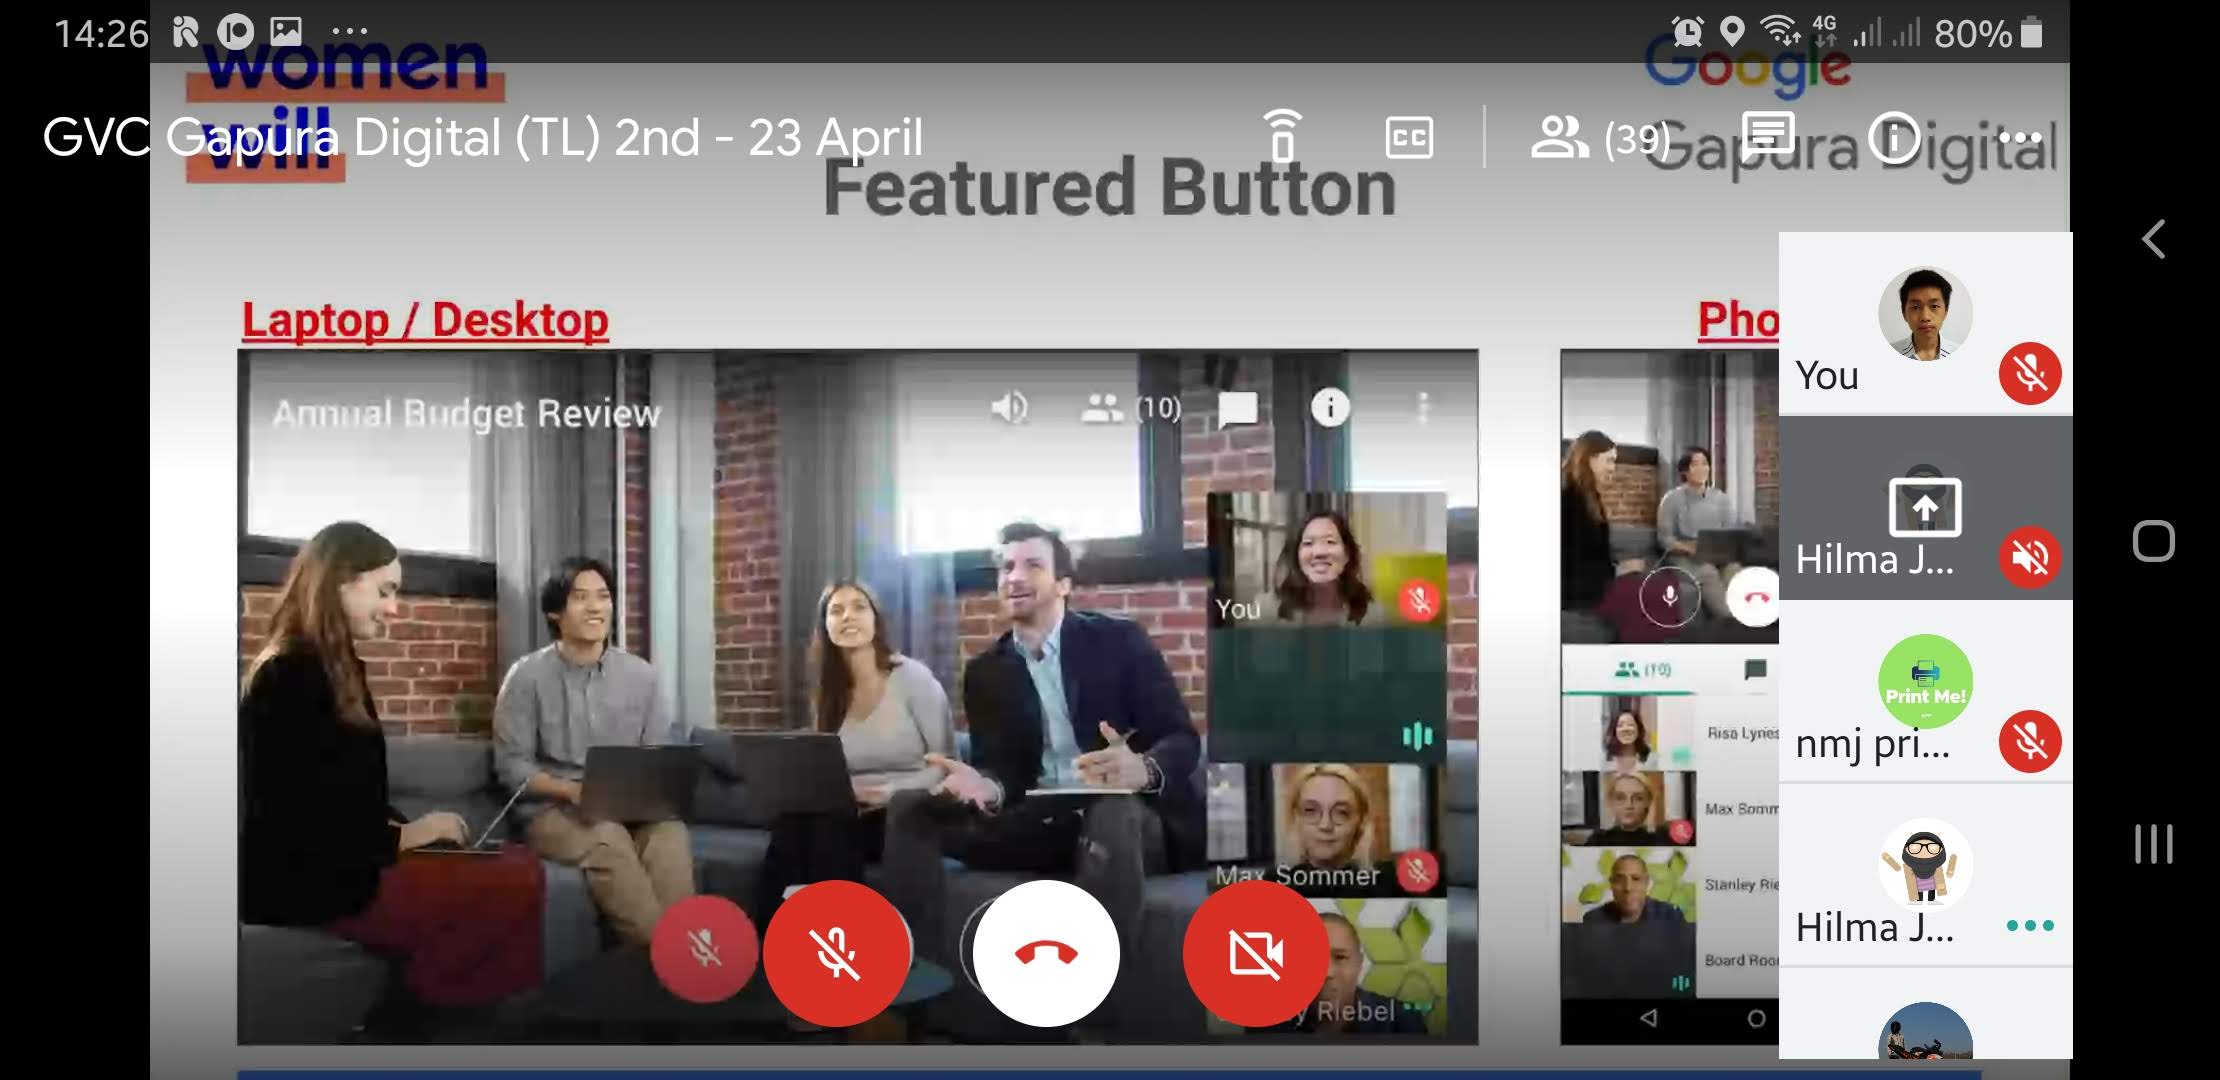 14:26
4G
80%
women
will
Google
Gapura Digital
GVC Gapura Digital (TL) 2nd - 23 April
CC
(39)
Featured Button
Laptop / Desktop
Pho
Annual Budget Review
(10)
You
Max Sommer
y Riebel
(10)
Risa Lynes
Max Somm
Stanley Rie
Board Roo
You
Hilma J...
Print Me!
nmj pri...
Hilma J...